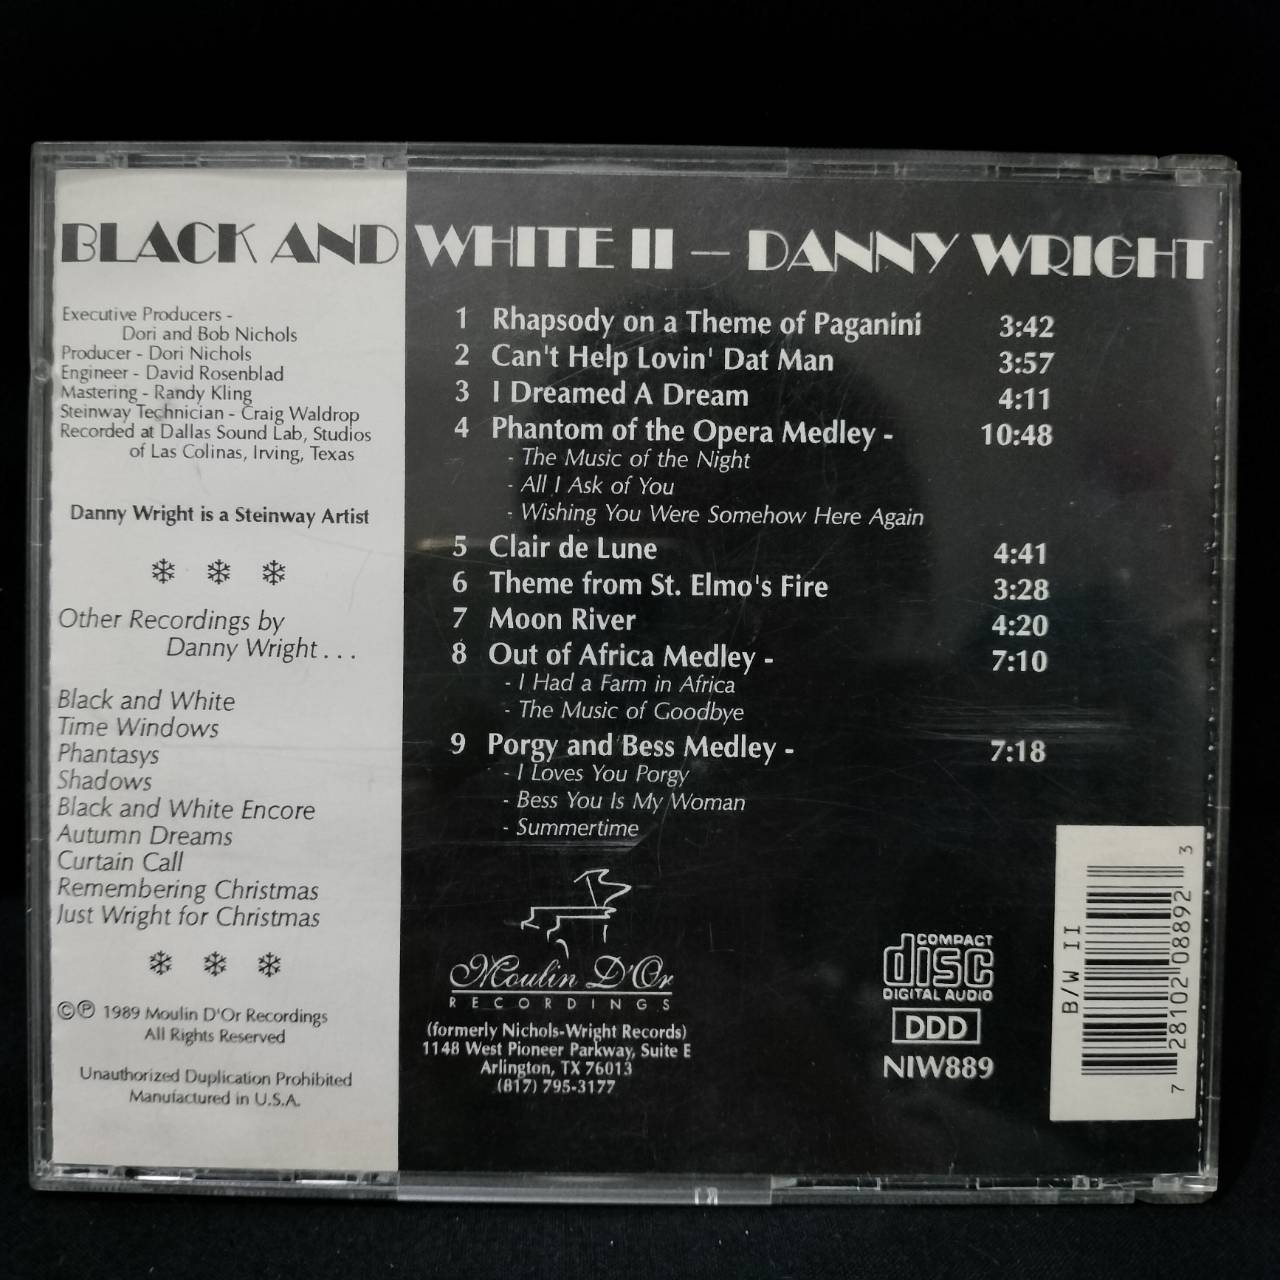 BLACK AND WHITE II – DANNY WRIGHT
Executive Producers -
Dori and Bob Nichols
Producer - Dori Nichols
Engineer - David Rosenblad
Mastering - Randy Kling
Steinway Technician - Craig Waldrop
Recorded at Dallas Sound Lab, Studios
of Las Colinas, Irving, Texas
Danny Wright is a Steinway Artist
Other Recordings by
Danny Wright . . .
Black and White
Time Windows
Phantasys
Shadows
Black and White Encore
Autumn Dreams
Curtain Call
Remembering Christmas
Just Wright for Christmas
©℗ 1989 Moulin D'Or Recordings
All Rights Reserved
Unauthorized Duplication Prohibited
Manufactured in U.S.A.
1 Rhapsody on a Theme of Paganini 3:42
2 Can't Help Lovin' Dat Man 3:57
3 I Dreamed A Dream 4:11
4 Phantom of the Opera Medley - 10:48
- The Music of the Night
- All I Ask of You
- Wishing You Were Somehow Here Again
5 Clair de Lune 4:41
6 Theme from St. Elmo's Fire 3:28
7 Moon River 4:20
8 Out of Africa Medley - 7:10
- I Had a Farm in Africa
- The Music of Goodbye
9 Porgy and Bess Medley - 7:18
- I Loves You Porgy
- Bess You Is My Woman
- Summertime
Moulin D'Or
RECORDINGS
(formerly Nichols-Wright Records)
1148 West Pioneer Parkway, Suite E
Arlington, TX 76013
(817) 795-3177
COMPACT
disc
DIGITAL AUDIO
DDD
NIW889
B/W II
7 28102 08892 3